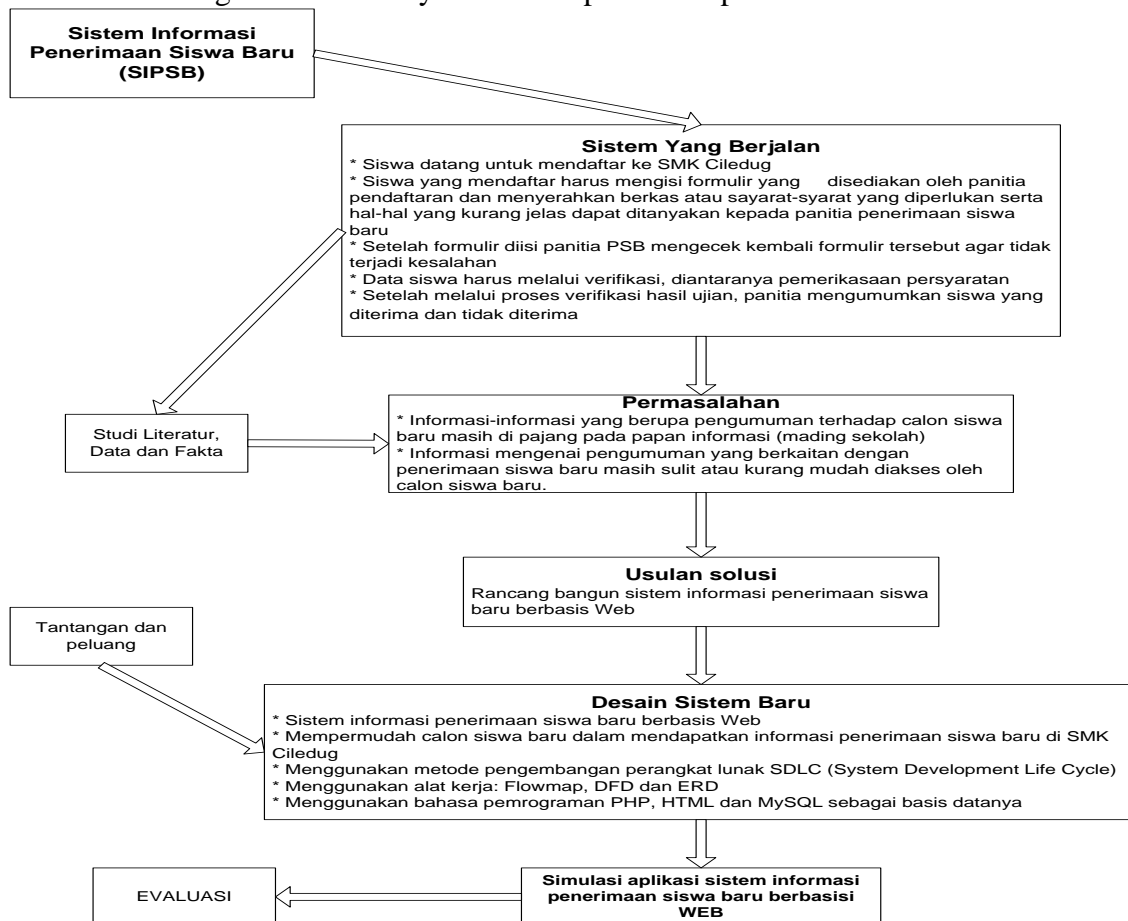 Sistem Informasi
Penerimaan Siswa Baru
(SIPSB)
Sistem Yang Berjalan
* Siswa datang untuk mendaftar ke SMK Ciledug
* Siswa yang mendaftar harus mengisi formulir yang disediakan oleh panitia
pendaftaran dan menyerahkan berkas atau sayarat-syarat yang diperlukan serta
hal-hal yang kurang jelas dapat ditanyakan kepada panitia penerimaan siswa
baru
* Setelah formulir diisi panitia PSB mengecek kembali formulir tersebut agar tidak
terjadi kesalahan
* Data siswa harus melalui verifikasi, diantaranya pemerikasaan persyaratan
* Setelah melalui proses verifikasi hasil ujian, panitia mengumumkan siswa yang
diterima dan tidak diterima
Studi Literatur,
Data dan Fakta
Permasalahan
* Informasi-informasi yang berupa pengumuman terhadap calon siswa
baru masih di pajang pada papan informasi (mading sekolah)
* Informasi mengenai pengumuman yang berkaitan dengan
penerimaan siswa baru masih sulit atau kurang mudah diakses oleh
calon siswa baru.
Usulan solusi
Rancang bangun sistem informasi penerimaan siswa
baru berbasis Web
Tantangan dan
peluang
Desain Sistem Baru
* Sistem informasi penerimaan siswa baru berbasis Web
* Mempermudah calon siswa baru dalam mendapatkan informasi penerimaan siswa baru di SMK
Ciledug
* Menggunakan metode pengembangan perangkat lunak SDLC (System Development Life Cycle)
* Menggunakan alat kerja: Flowmap, DFD dan ERD
* Menggunakan bahasa pemrograman PHP, HTML dan MySQL sebagai basis datanya
EVALUASI
Simulasi aplikasi sistem informasi
penerimaan siswa baru berbasisi
WEB